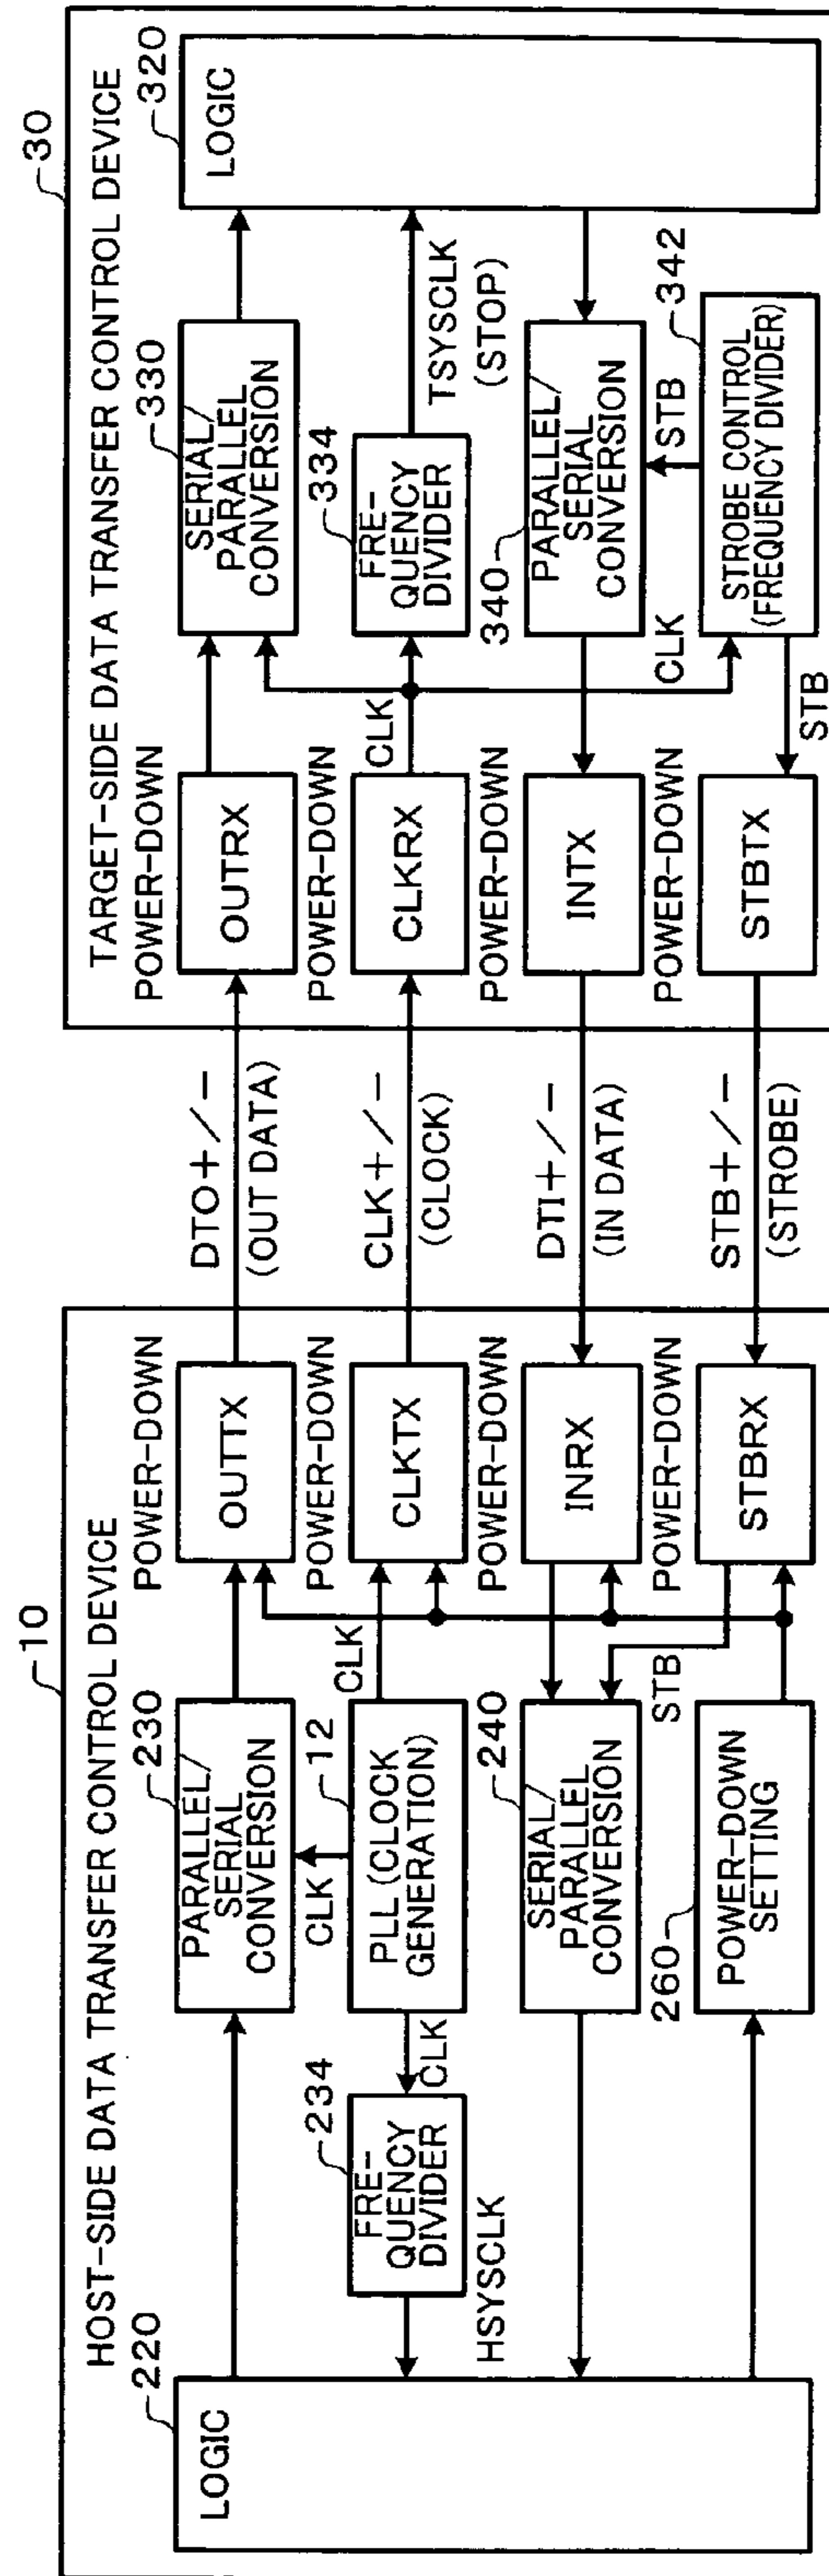 10
HOST-SIDE DATA TRANSFER CONTROL DEVICE
220
LOGIC
230
PARALLEL/
SERIAL
CONVERSION
POWER-DOWN
OUTTX
CLK
12
PLL (CLOCK
GENERATION)
CLK
POWER-DOWN
CLKTX
CLK
234
FRE-
QUENCY
DIVIDER
HSYSCLK
240
SERIAL/
PARALLEL
CONVERSION
POWER-DOWN
INRX
STB
260
POWER-DOWN
SETTING
POWER-DOWN
STBRX
DTO+/-
(OUT DATA)
CLK+/-
(CLOCK)
DTI+/-
(IN DATA)
STB+/-
(STROBE)
30
TARGET-SIDE DATA TRANSFER CONTROL DEVICE
POWER-DOWN
OUTRX
330
SERIAL/
PARALLEL
CONVERSION
320
LOGIC
POWER-DOWN
CLKRX
CLK
334
FRE-
QUENCY
DIVIDER
TSYSCLK
(STOP)
POWER-DOWN
INTX
340
PARALLEL/
SERIAL
CONVERSION
STB
342
CLK
POWER-DOWN
STBTX
STB
STROBE CONTROL
(FREQUENCY DIVIDER)